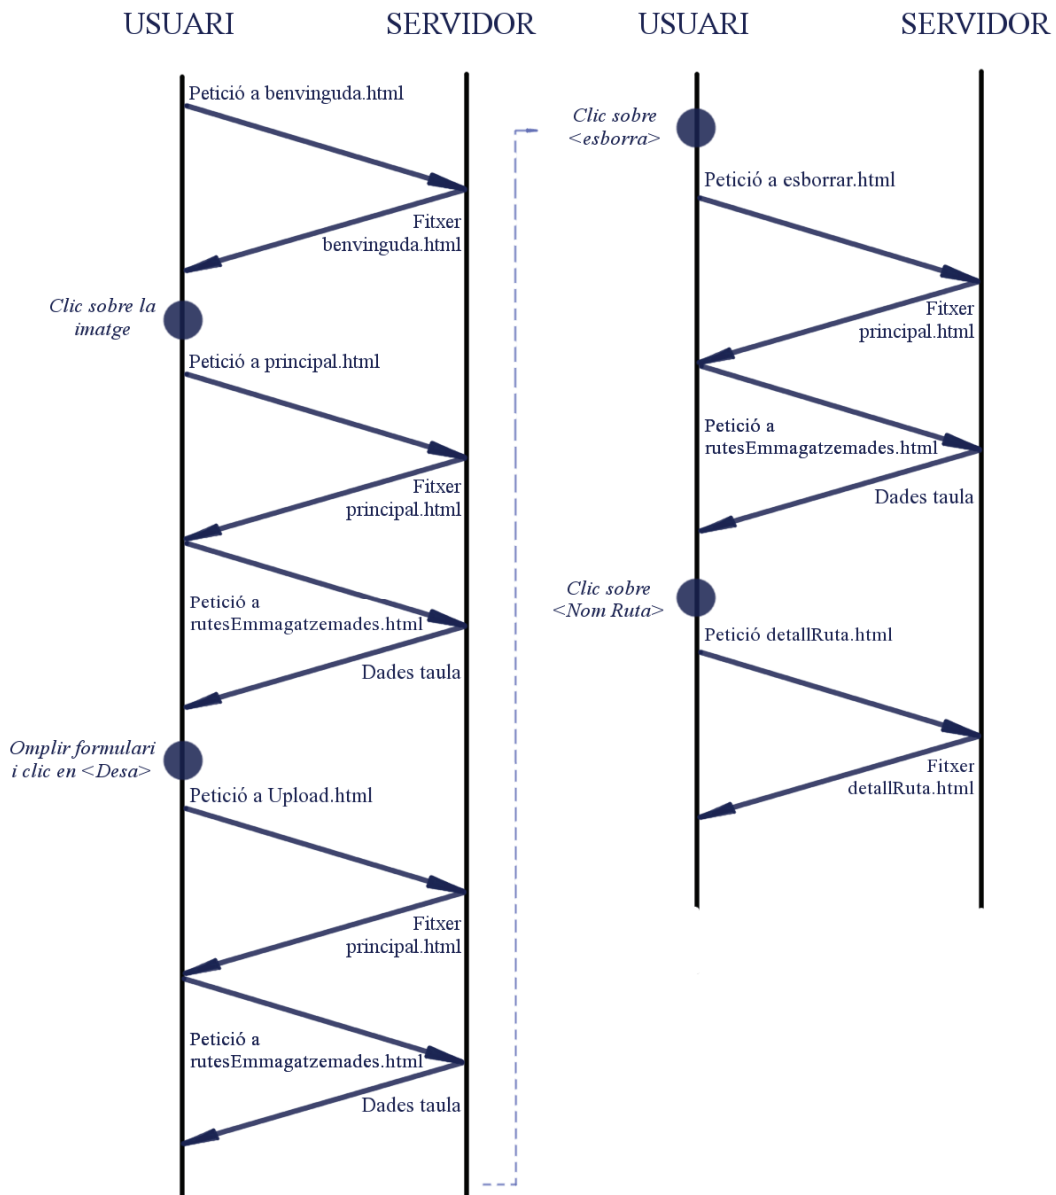 USUARI
SERVIDOR
Petició a benvinguda.html
Fitxer
benvinguda.html
Clic sobre la
imatge
Petició a principal.html
Fitxer
principal.html
Petició a
rutesEmmagatzemades.html
Dades taula
Omplir formulari
i clic en <Desa>
Petició a Upload.html
Fitxer
principal.html
Petició a
rutesEmmagatzemades.html
Dades taula
USUARI
SERVIDOR
Clic sobre
<esborra>
Petició a esborrar.html
Fitxer
principal.html
Petició a
rutesEmmagatzemades.html
Dades taula
Clic sobre
<Nom Ruta>
Petició detallRuta.html
Fitxer
detallRuta.html